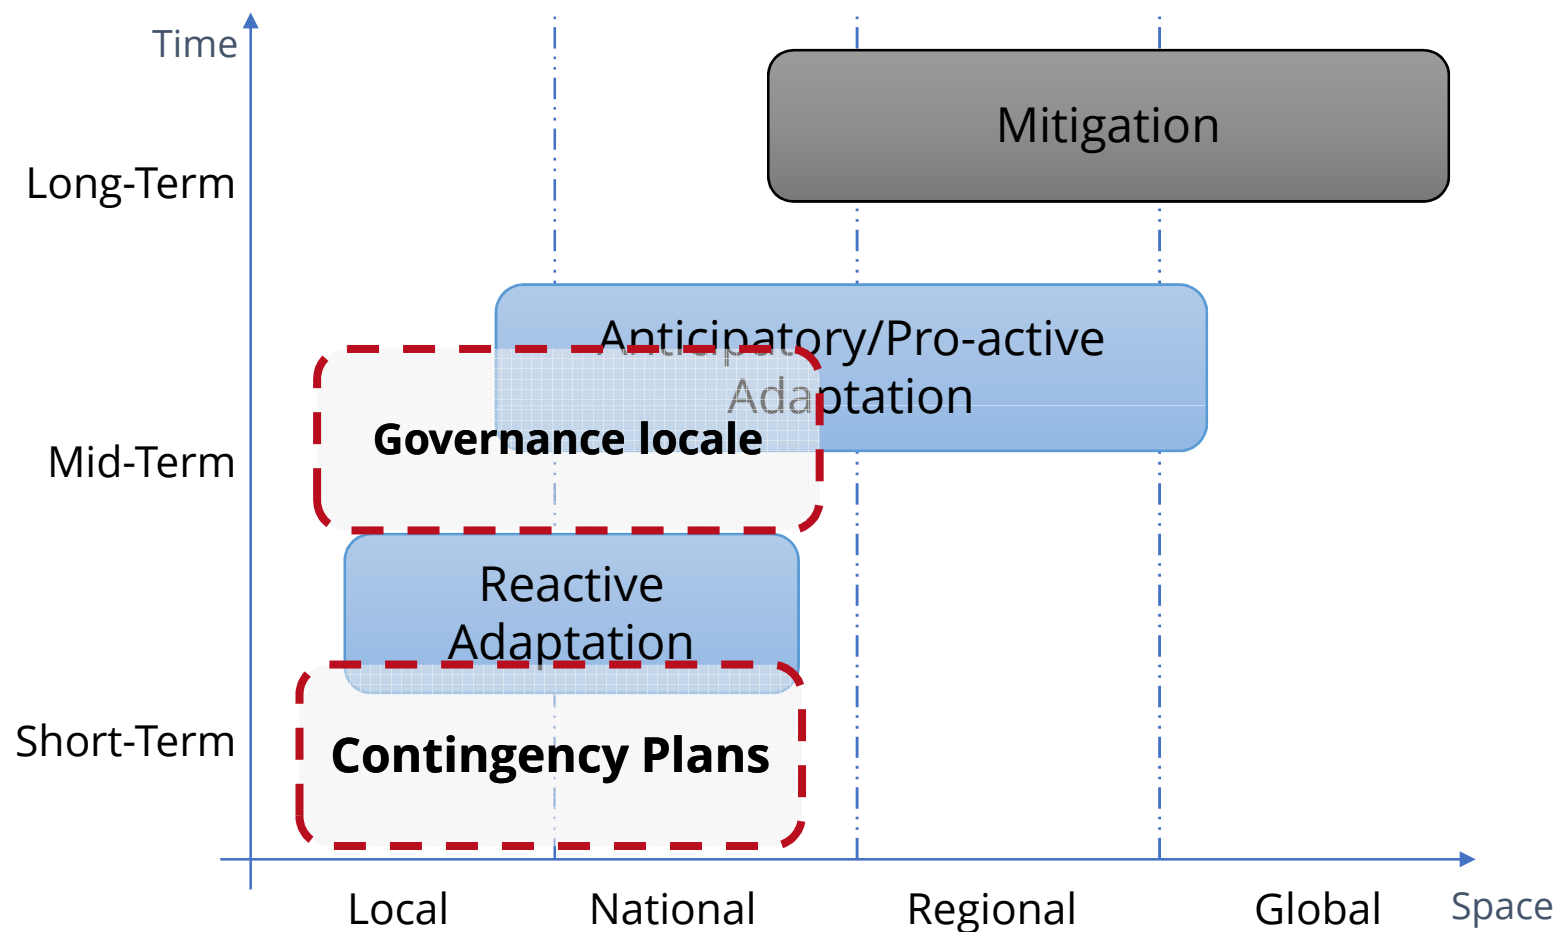 Time
Mitigation
Long-Term
Anticipatory/Pro-active
Adaptation
Governance locale
Mid-Term
Reactive
Adaptation
Short-Term
Contingency Plans
Local
National
Regional
Global
Space